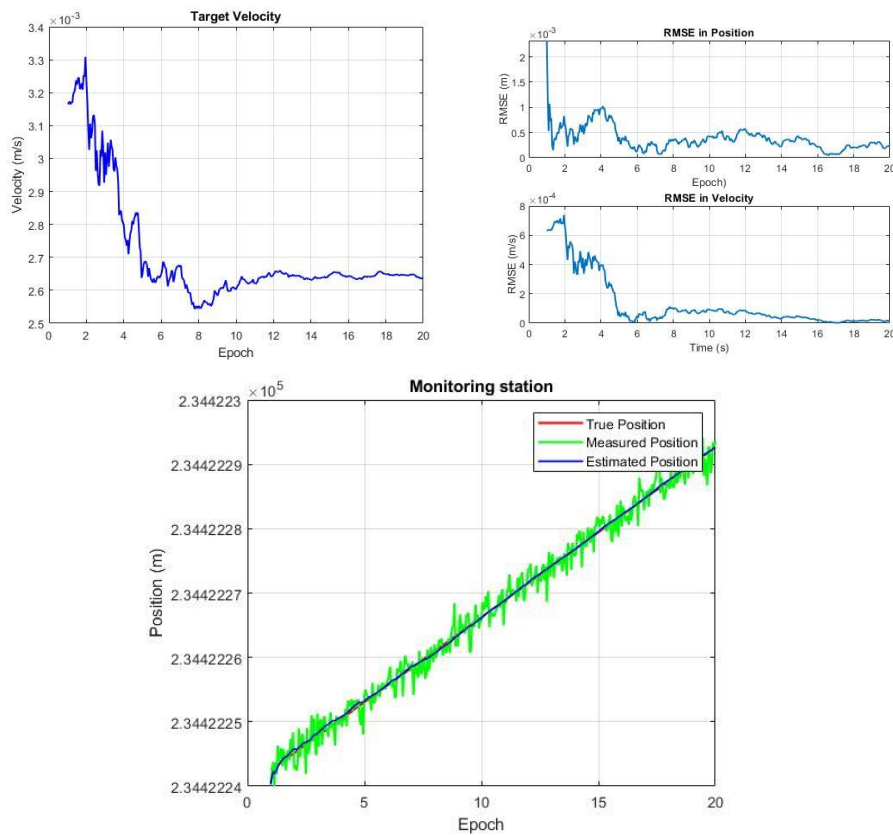 Target Velocity
×10⁻³
3.4
3.3
3.2
3.1
3
2.9
2.8
2.7
2.6
2.5
Velocity (m/s)
0 2 4 6 8 10 12 14 16 18 20
Epoch
RMSE in Position
×10⁻³
2
1.5
1
0.5
0
RMSE (m)
0 2 4 6 8 10 12 14 16 18 20
Epoch)
RMSE in Velocity
×10⁻⁴
8
6
4
2
0
RMSE (m/s)
0 2 4 6 8 10 12 14 16 18 20
Time (s)
Monitoring station
×10⁵
2.344223
2.3442229
2.3442228
2.3442227
2.3442226
2.3442225
2.3442224
Position (m)
True Position
Measured Position
Estimated Position
0 5 10 15 20
Epoch